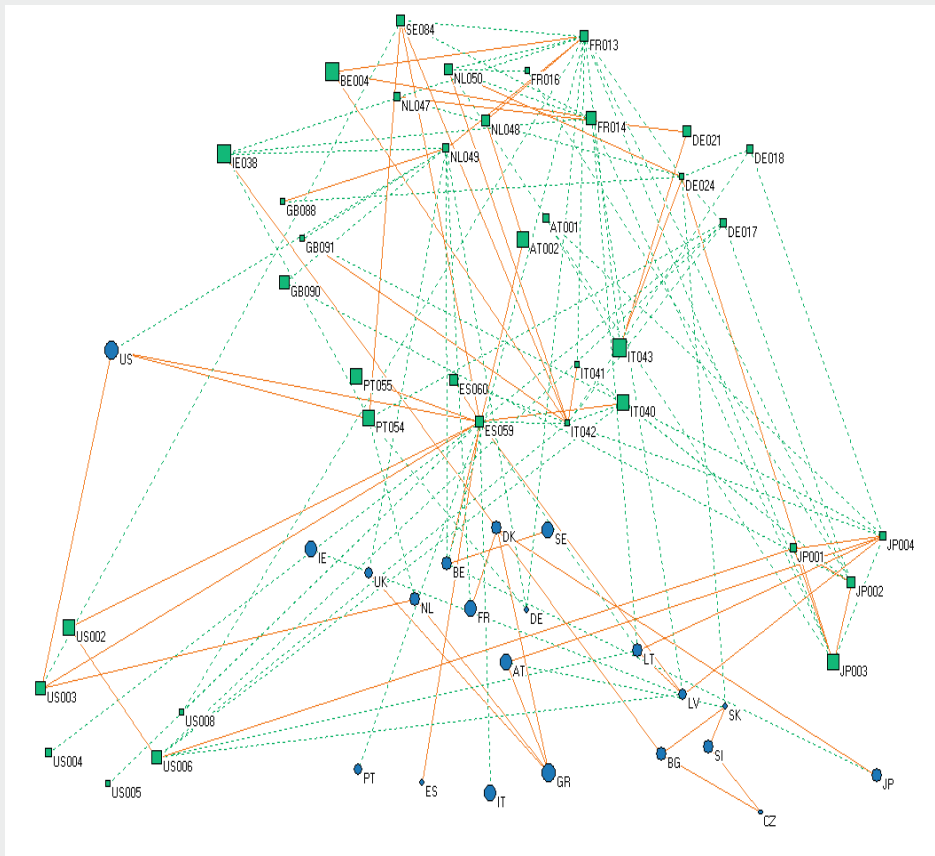 SE084
FR013
BE004
NL050
FR016
NL047
NL048
FR014
DE021
IE038
NL049
DE018
DE024
GB088
AT001
DE017
GB091
AT002
GB090
US
IT043
PT055
IT041
ES060
IT040
PT054
ES059
IT042
DK
SE
JP004
IE
JP001
UK
BE
JP002
NL
FR
DE
US002
LT
AT
JP003
US003
LV
SK
US008
US004
US006
SI
BG
PT
ES
GR
JP
US005
IT
CZ